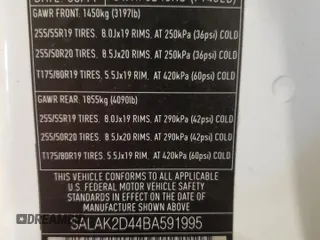 GAWR FRONT: 1450kg (3197lb)
255/55R19 TIRES. 8.0Jx19 RIMS. AT 250kPa (36psi) COLD
255/50R20 TIRES. 8.5Jx20 RIMS. AT 250kPa (36psi) COLD
T175/80R19 TIRES. 5.5Jx19 RIM. AT 420kPa (60psi) COLD
GAWR REAR: 1855kg (4090lb)
255/55R19 TIRES. 8.0Jx19 RIMS. AT 290kPa (42psi) COLD
255/50R20 TIRES. 8.5Jx20 RIMS. AT 290kPa (42psi) COLD
T175/80R19 TIRES. 5.5Jx19 RIM. AT 420kPa (60psi) COLD
THIS VEHICLE CONFORMS TO ALL APPLICABLE
U.S. FEDERAL MOTOR VEHICLE SAFETY
STANDARDS IN EFFECT ON THE DATE OF
MANUFACTURE SHOWN ABOVE
SALAK2D44BA591995